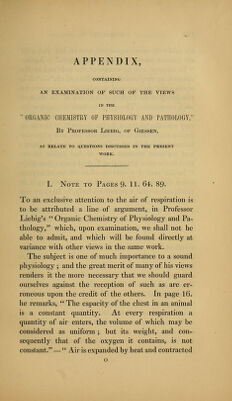 APPENDIX,
CONTAINING
AN EXAMINATION OF SUCH OF THE VIEWS
IN THE
"ORGANIC CHEMISTRY OF PHYSIOLOGY AND PATHOLOGY,"
BY PROFESSOR LIEBIG, OF GIESSEN,
AS RELATE TO QUESTIONS DISCUSSED IN THE PRESENT
WORK.
I. NOTE TO PAGES 9. 11. 64. 89.
To an exclusive attention to the air of respiration is
to be attributed a line of argument, in Professor
Liebig's "Organic Chemistry of Physiology and Pa-
thology," which, upon examination, we shall not be
able to admit, and which will be found directly at
variance with other views in the same work.
The subject is one of much importance to a sound
physiology; and the great merit of many of his views
renders it the more necessary that we should guard
ourselves against the reception of such as are er-
roneous upon the credit of others. In page 16.
he remarks, "The capacity of the chest in an animal
is a constant quantity. At every respiration a
quantity of air enters, the volume of which may be
considered as uniform; but its weight, and con-
sequently that of the oxygen it contains, is not
constant."—"Air is expanded by heat and contracted
O